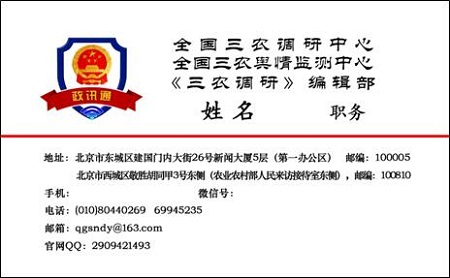 全国三农调研中心
全国三农舆情监测中心
《三农调研》编辑部
政讯通
姓名 职务
地址：北京市东城区建国门内大街26号新闻大厦5层（第一办公区） 邮编：100005
北京市西城区敬胜胡同甲3号东侧（农业农村部人民来访接待室东侧），邮编：100810
手机： 微信号：
电话：(010)80440269 69945235
邮箱：qgsndy@163.com
官网QQ：2909421493